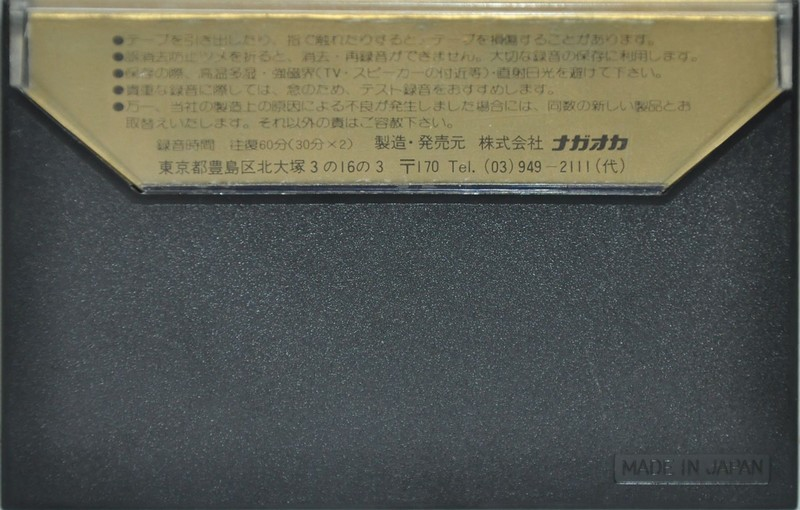 ●テープを引き出したり、指で触れたりすると、テープを損傷することがあります。
●誤消去防止ツメを折ると、消去・再録音ができません。大切な録音の保存に利用します。
●保存の際、高温多湿・強磁界(TV・スピーカーの付近等)・直射日光を避けて下さい。
●貴重な録音に際しては、念のため、テスト録音をおすすめします。
●万一、当社の製造上の原因による不良が発生しました場合には、同数の新しい製品とお
取替えいたします。それ以外の責はご容赦下さい。
録音時間 往復60分(30分×2) 製造・発売元 株式会社 ナガオカ
東京都豊島区北大塚3の16の3 〒170 Tel. (03) 949-2111(代)
MADE IN JAPAN